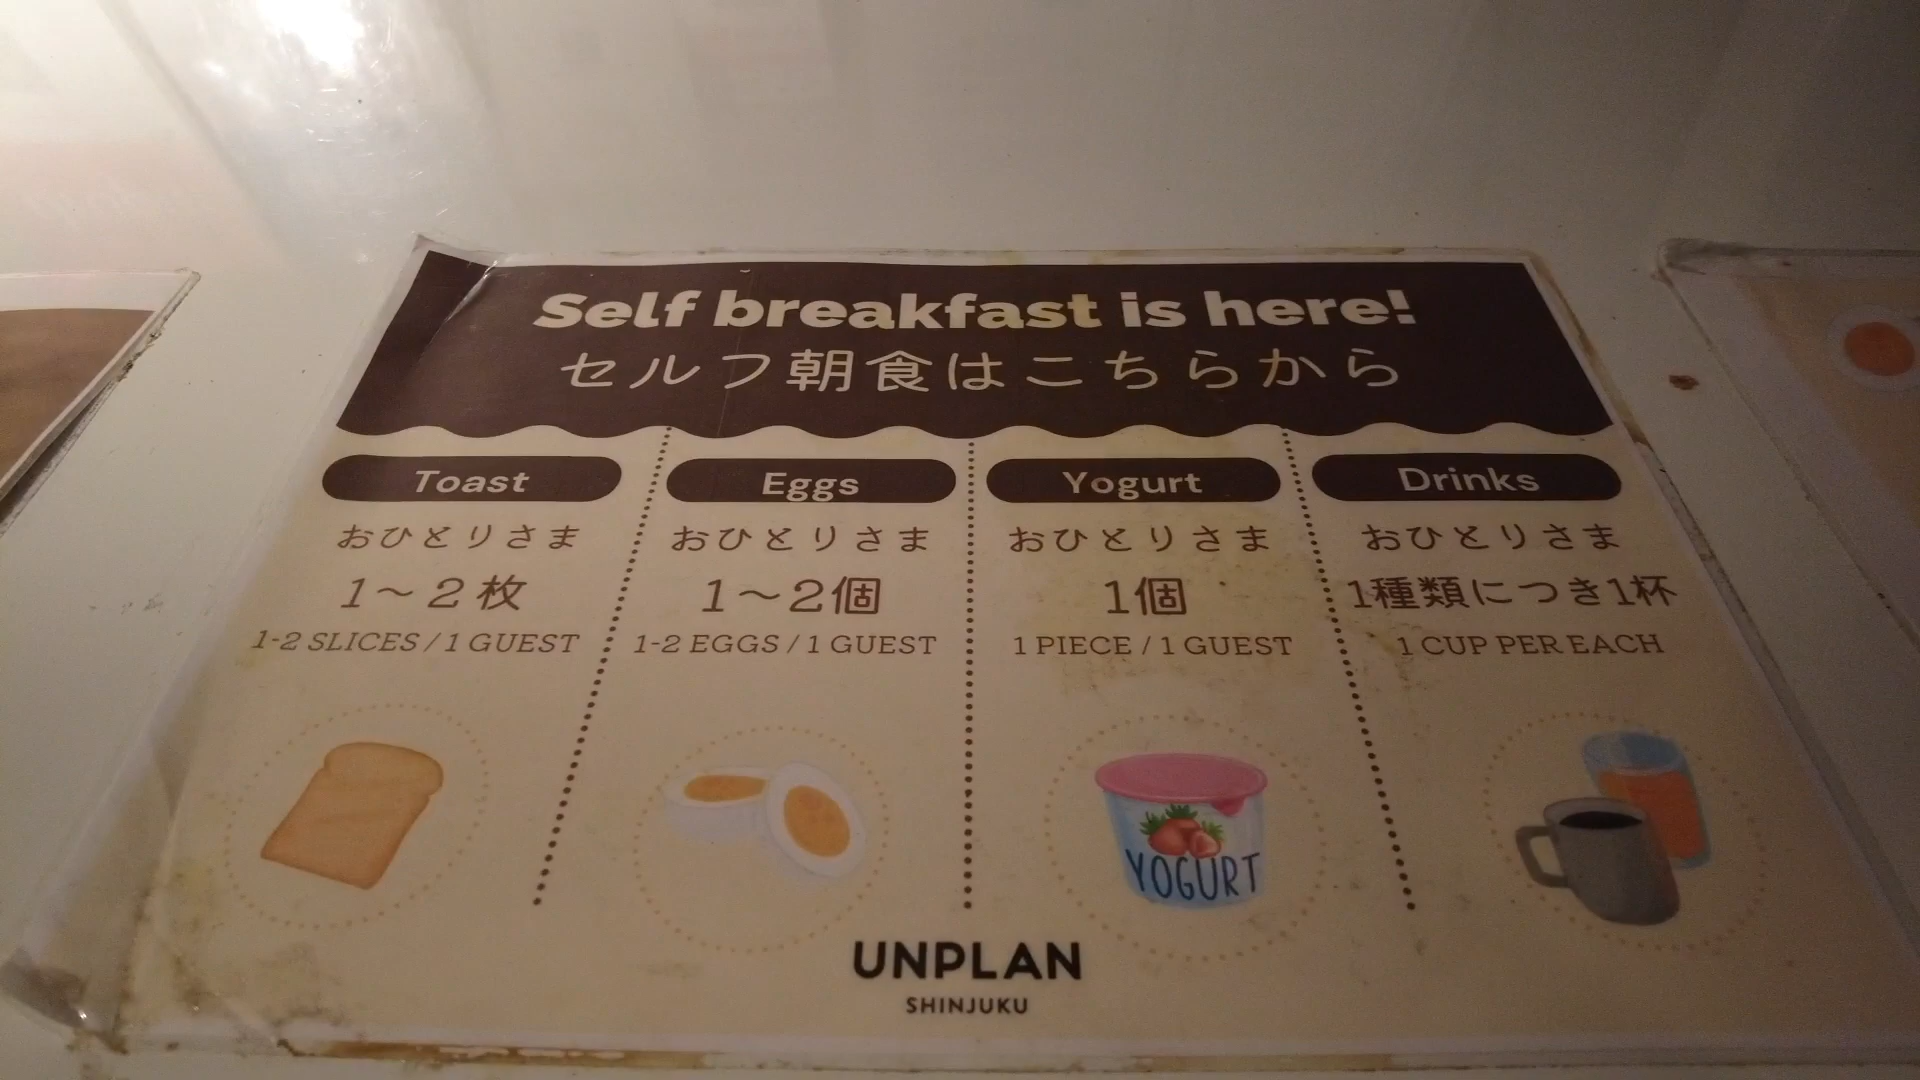 Self breakfast is here!
セルフ朝食はこちらから
Toast
おひとりさま
1〜2枚
1-2 SLICES / 1 GUEST
Eggs
おひとりさま
1〜2個
1-2 EGGS / 1 GUEST
Yogurt
おひとりさま
1個
1 PIECE / 1 GUEST
YOGURT
Drinks
おひとりさま
1種類につき1杯
1 CUP PER EACH
UNPLAN
SHINJUKU